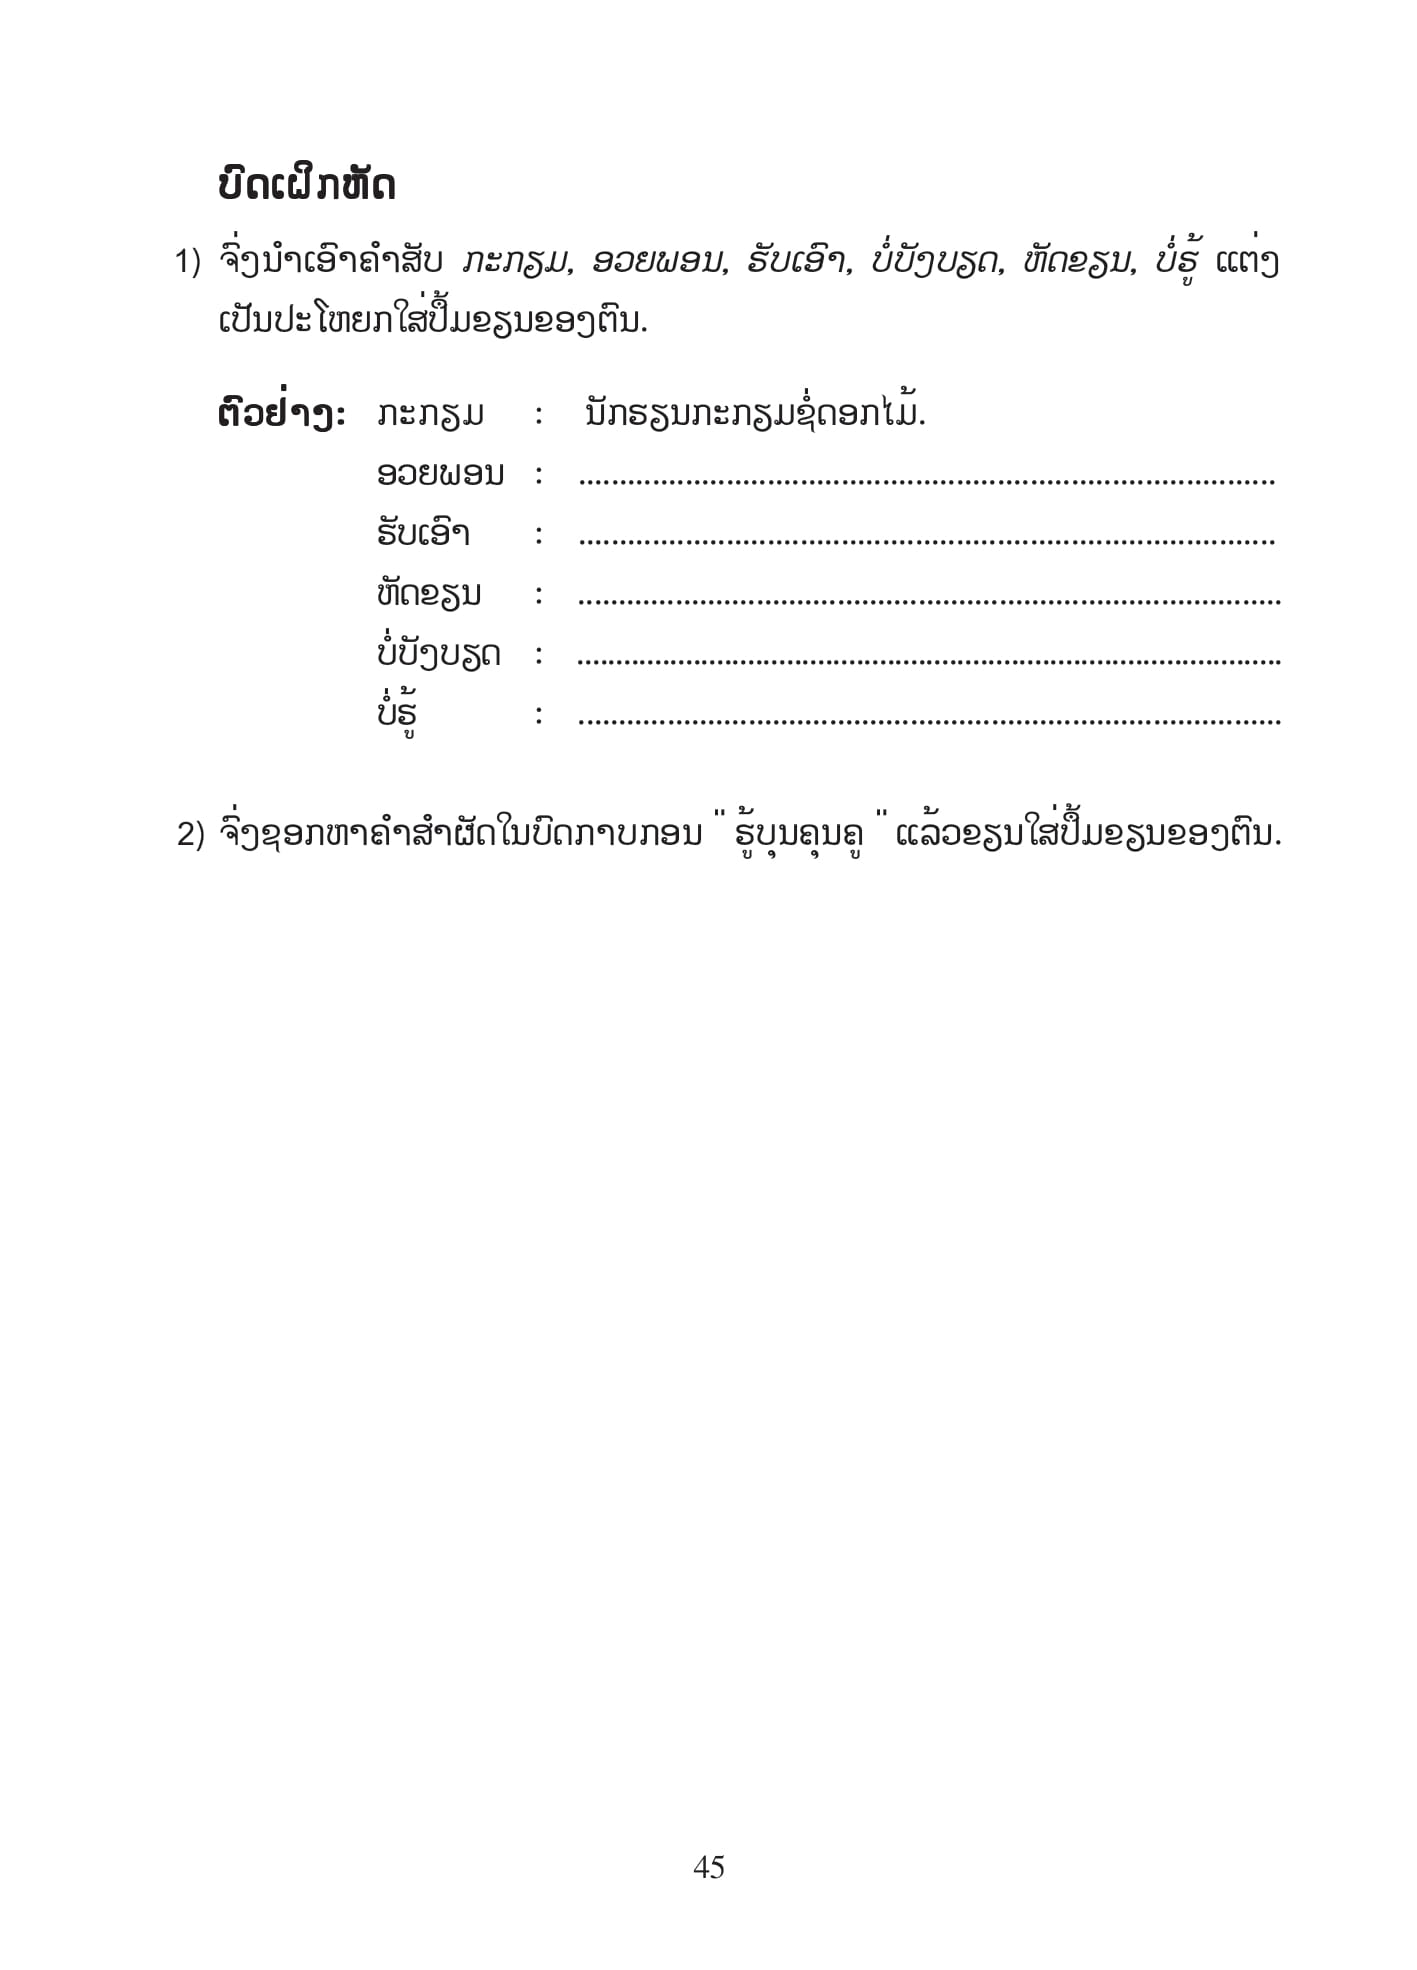 ບົດເຝິກຫັດ
1) ຈົ່ງນຳເອົາຄຳສັບ ກະກຽມ, ອວຍພອນ, ຮັບເອົາ, ບໍ່ບັງບຽດ, ຫັດຂຽນ, ບໍ່ຮູ້ ແຕ່ງ
ເປັນປະໂຫຍກໃສ່ປຶ້ມຂຽນຂອງຕົນ.
ຕົວຢ່າງ: ກະກຽມ : ນັກຮຽນກະກຽມຊໍ່ດອກໄມ້.
ອວຍພອນ : ......................................................................................
ຮັບເອົາ : ......................................................................................
ຫັດຂຽນ : .......................................................................................
ບໍ່ບັງບຽດ : .......................................................................................
ບໍ່ຮູ້ : .......................................................................................
2) ຈົ່ງຊອກຫາຄຳສຳຜັດໃນບົດກາບກອນ " ຮູ້ບຸນຄຸນຄູ " ແລ້ວຂຽນໃສ່ປຶ້ມຂຽນຂອງຕົນ.
45